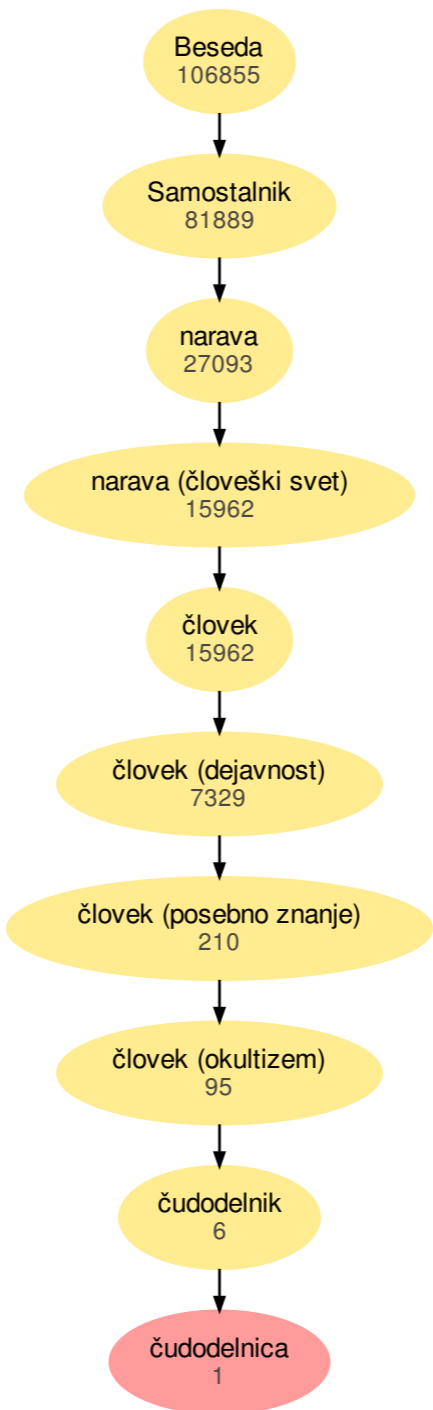 Beseda
106855
Samostalnik
81889
narava
27093
narava (človeški svet)
15962
človek
15962
človek (dejavnost)
7329
človek (posebno znanje)
210
človek (okultizem)
95
čudodelnik
6
čudodelnica
1